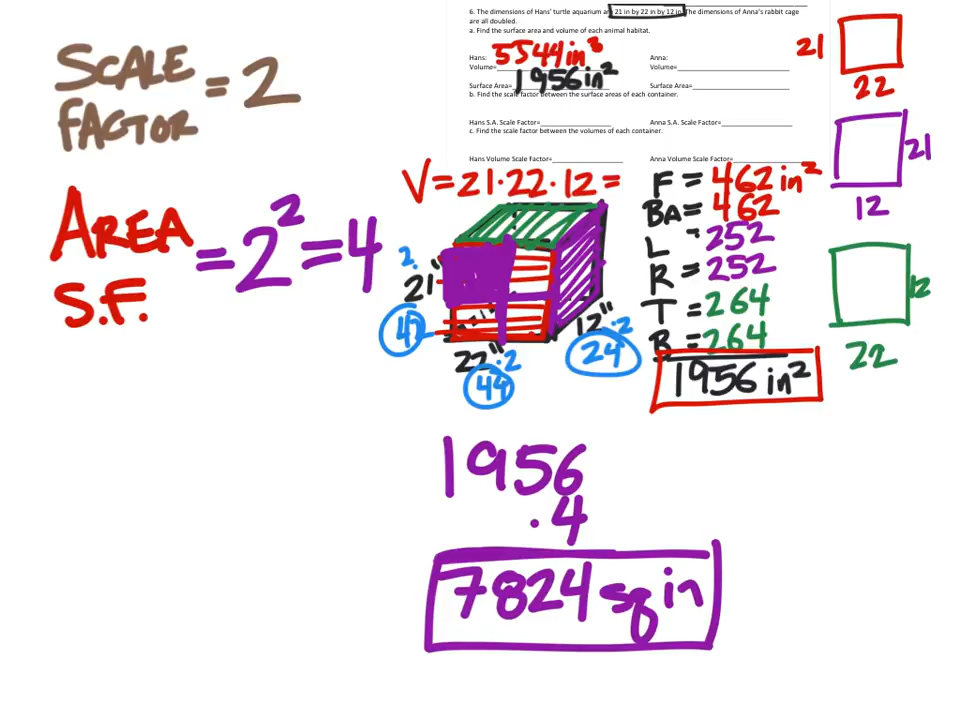 6. The dimensions of Hans' turtle aquarium are 21 in by 22 in by 12 in. The dimensions of Anna's rabbit cage
are all doubled.
a. Find the surface area and volume of each animal habitat.
Hans: 5544 in³
Anna:
Volume=
Volume=
1956 in²
Surface Area=
Surface Area=
b. Find the scale factor between the surface areas of each container.
Hans S.A. Scale Factor=
Anna S.A. Scale Factor=
c. Find the scale factor between the volumes of each container.
Hans Volume Scale Factor=
Anna Volume Scale Factor=
SCALE
FACTOR = 2
AREA
S.F. = 2² = 4
V = 21·22·12 =
2·
21"
42
22" ·2
44
12" ·2
24
F = 462 in²
BA = 462
L = 252
R = 252
T = 264
B = 264
1956 in²
21
22
21
12
12
22
1956
·4
7824 sq in